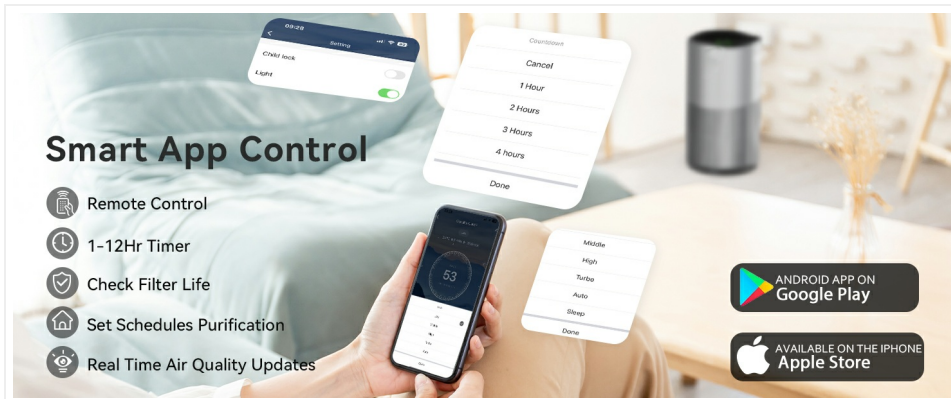 09:29
Setting
Child lock
Light
Countdown
Cancel
1 Hour
2 Hours
3 Hours
4 hours
Done
Smart App Control
Remote Control
1-12Hr Timer
Check Filter Life
Set Schedules Purification
Real Time Air Quality Updates
53
Middle
High
Turbe
Auto
Sleep
Done
ANDROID APP ON
Google Play
AVAILABLE ON THE IPHONE
Apple Store